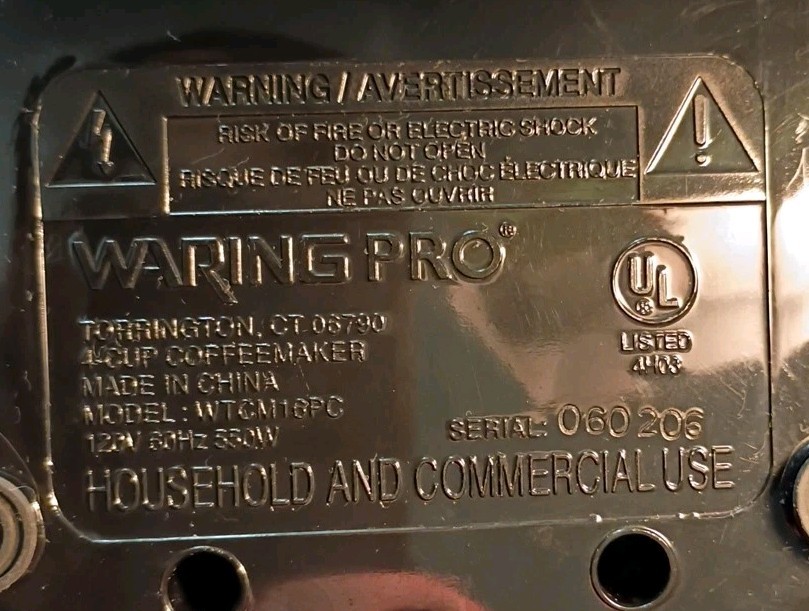 WARNING / AVERTISSEMENT
RISK OF FIRE OR ELECTRIC SHOCK
DO NOT OPEN
RISQUE DE FEU OU DE CHOC ÉLECTRIQUE
NE PAS OUVRIR
WARING PRO®
UL
®
LISTED
4H03
TORRINGTON, CT 06790
4-CUP COFFEEMAKER
MADE IN CHINA
MODEL: WTCM18PC
120V 60Hz
SERIAL: 060 206
HOUSEHOLD AND COMMERCIAL USE